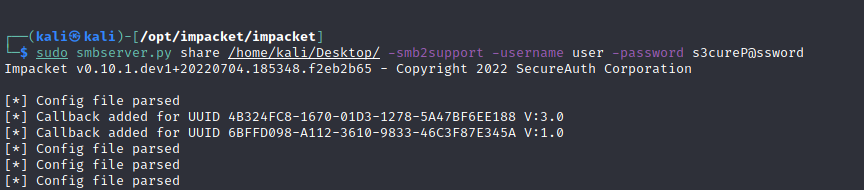 ┌──(kali㉿kali)-[/opt/impacket/impacket]
└─$ sudo smbserver.py share /home/kali/Desktop/ -smb2support -username user -password s3cureP@ssword
Impacket v0.10.1.dev1+20220704.185348.f2eb2b65 - Copyright 2022 SecureAuth Corporation
[*] Config file parsed
[*] Callback added for UUID 4B324FC8-1670-01D3-1278-5A47BF6EE188 V:3.0
[*] Callback added for UUID 6BFFD098-A112-3610-9833-46C3F87E345A V:1.0
[*] Config file parsed
[*] Config file parsed
[*] Config file parsed